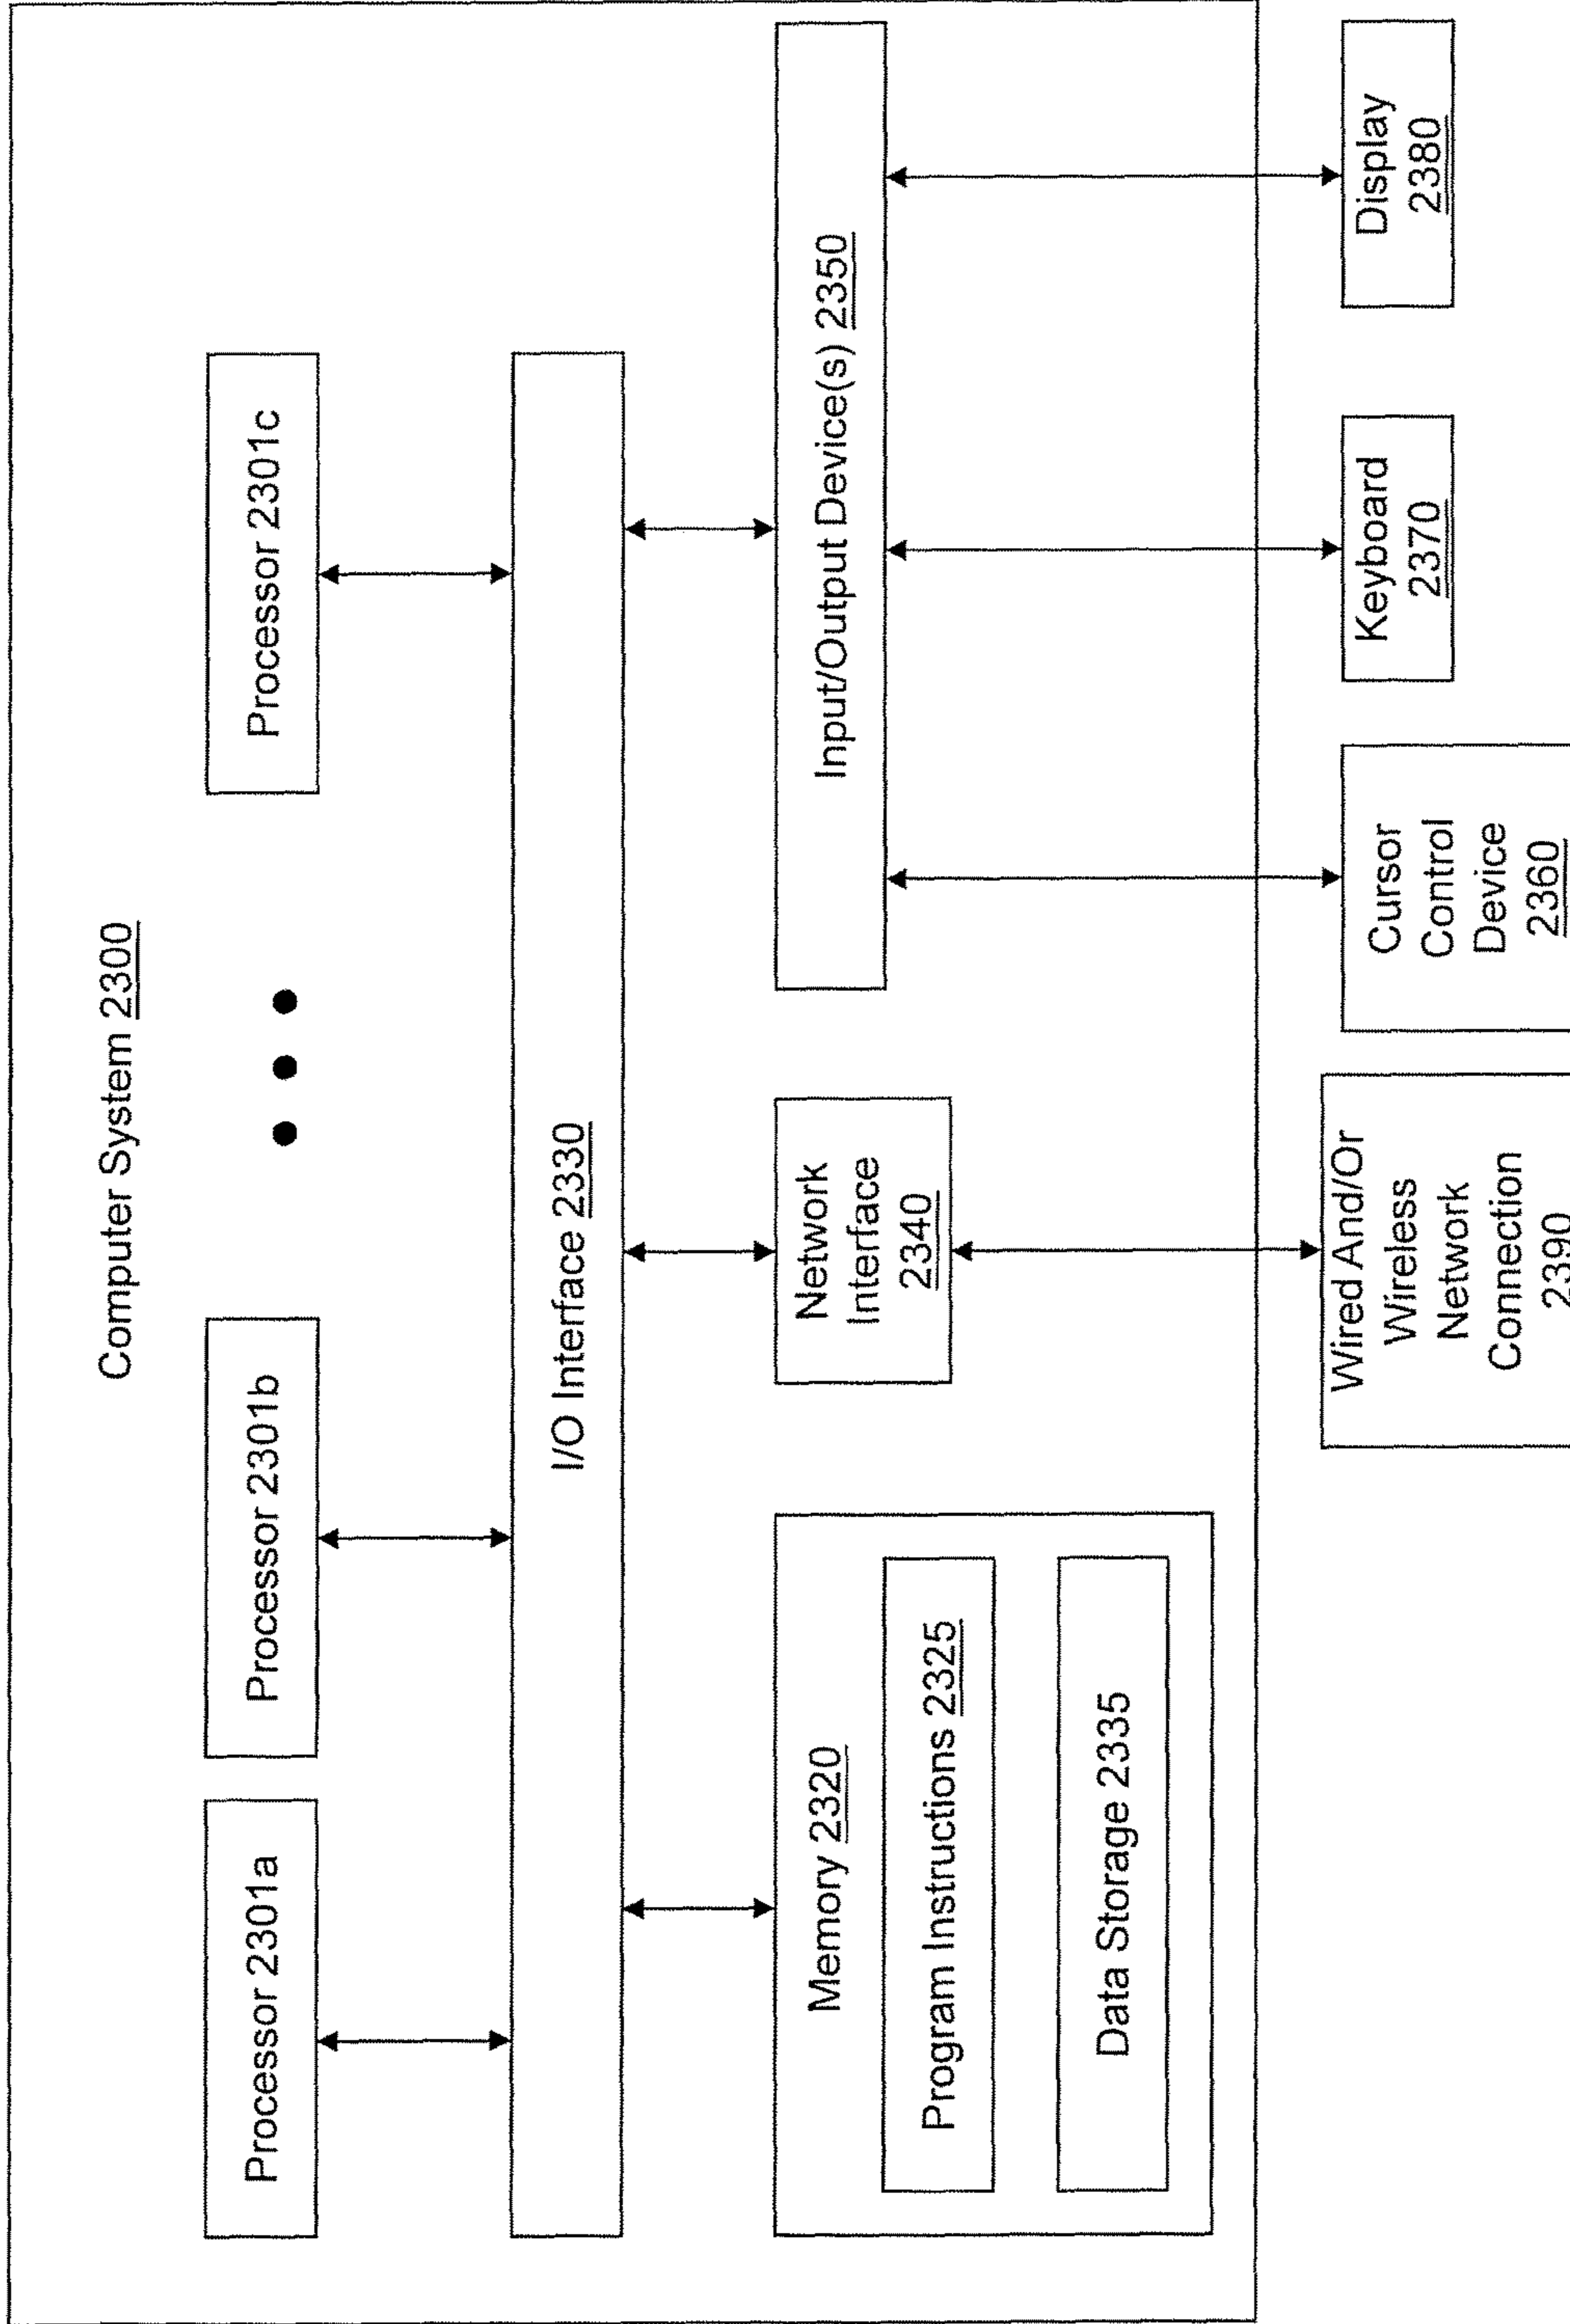 Computer System 2300
Processor 2301a
Processor 2301b
Processor 2301c
I/O Interface 2330
Memory 2320
Program Instructions 2325
Data Storage 2335
Network
Interface
2340
Input/Output Device(s) 2350
Wired And/Or
Wireless
Network
Connection
2390
Cursor
Control
Device
2360
Keyboard
2370
Display
2380